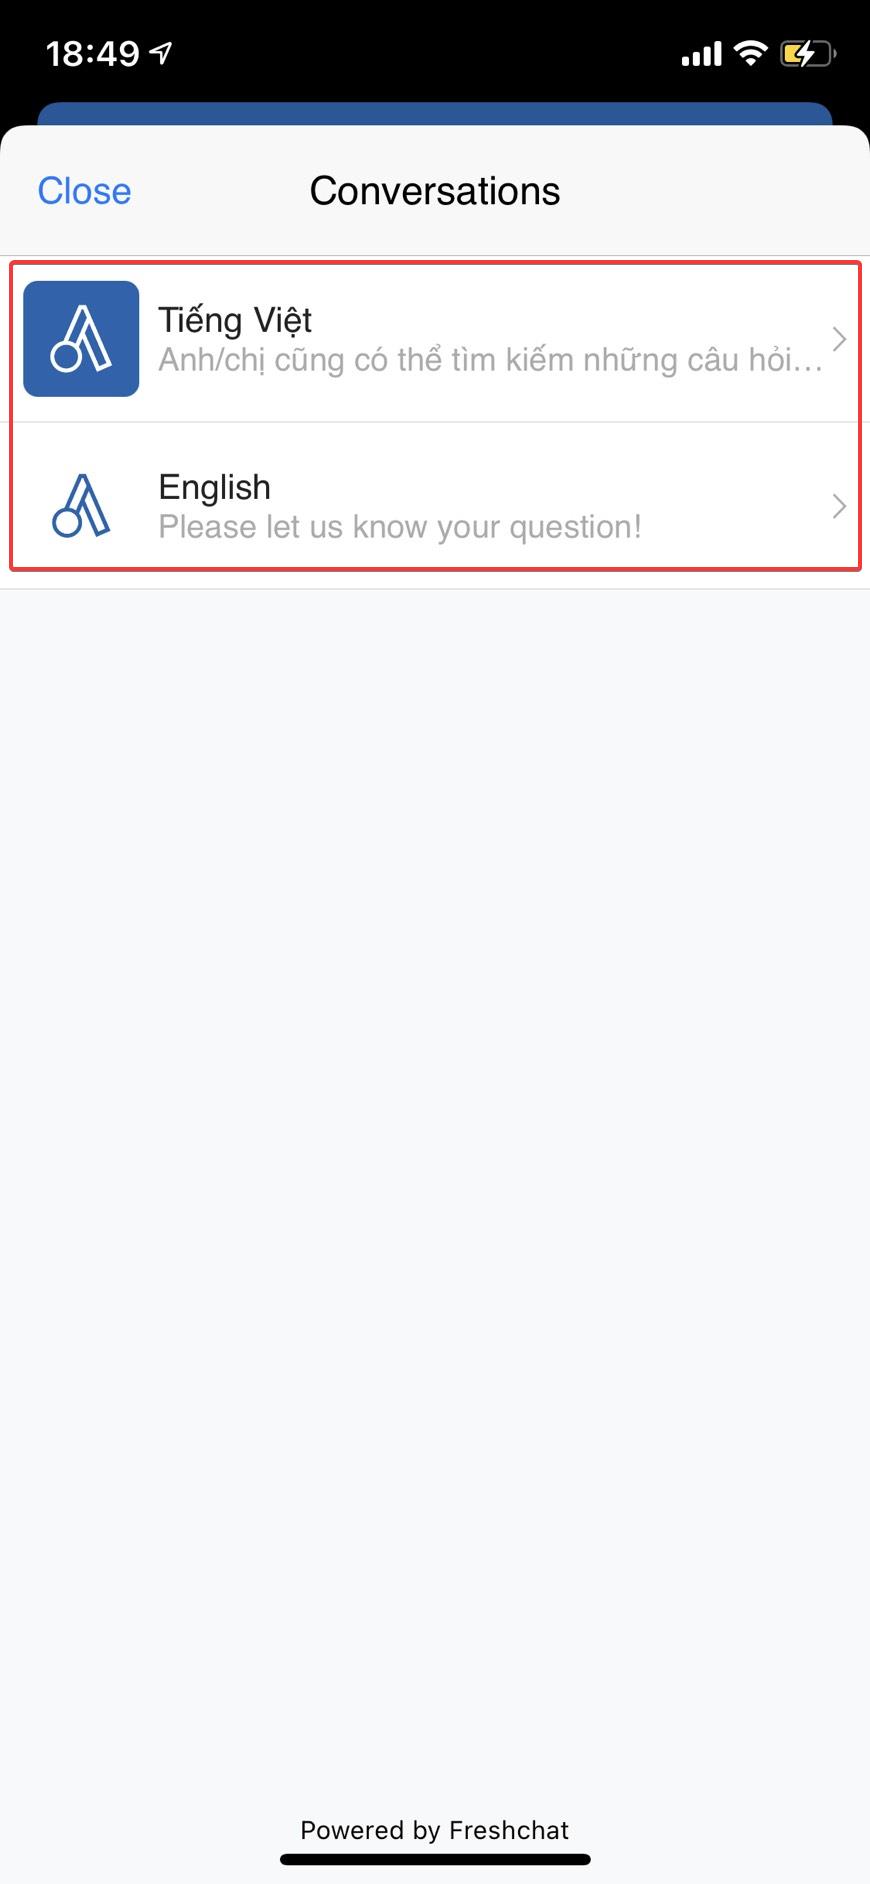 18:49
Close
Conversations
Tiếng Việt
Anh/chị cũng có thể tìm kiếm những câu hỏi...
English
Please let us know your question!
Powered by Freshchat